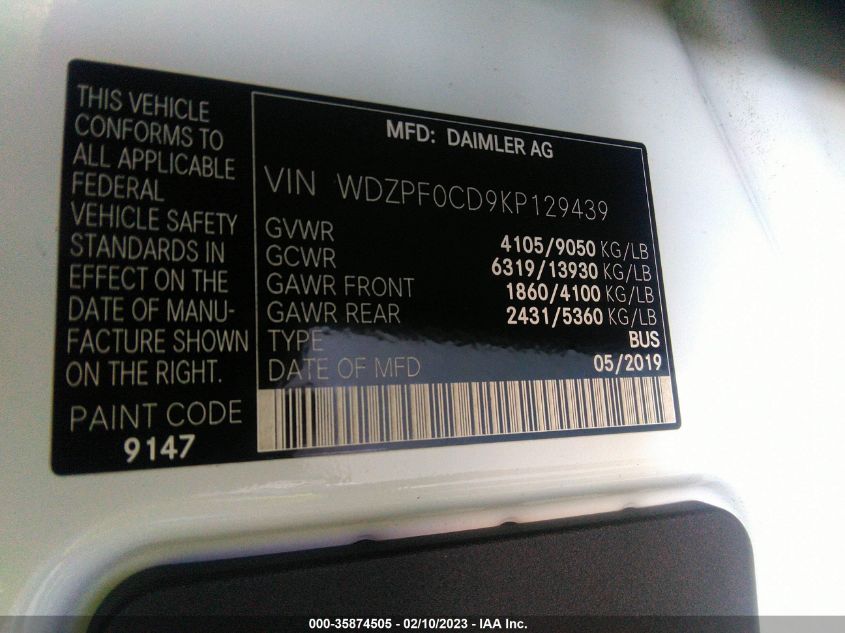 THIS VEHICLE
CONFORMS TO
ALL APPLICABLE
FEDERAL
VEHICLE SAFETY
STANDARDS IN
EFFECT ON THE
DATE OF MANU-
FACTURE SHOWN
ON THE RIGHT.
PAINT CODE
9147
MFD: DAIMLER AG
VIN WDZPF0CD9KP129439
GVWR 4105/9050 KG/LB
GCWR 6319/13930 KG/LB
GAWR FRONT 1860/4100 KG/LB
GAWR REAR 2431/5360 KG/LB
TYPE BUS
DATE OF MFD 05/2019
000-35874505 - 02/10/2023 - IAA Inc.